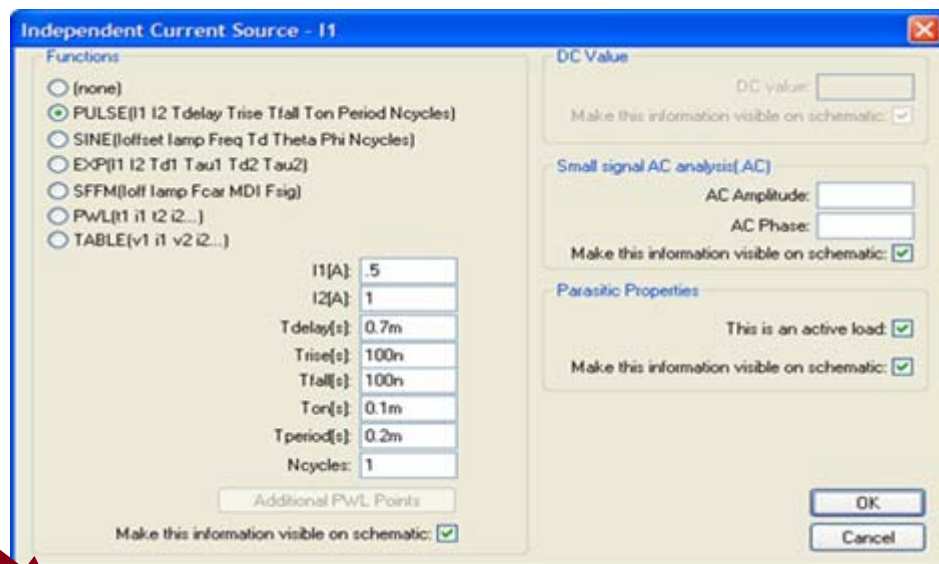 Independent Current Source - I1
Functions
(none)
PULSE(I1 I2 Tdelay Trise Tfall Ton Period Ncycles)
SINE(Ioffset Iamp Freq Td Theta Phi Ncycles)
EXP(I1 I2 Td1 Tau1 Td2 Tau2)
SFFM(Ioff Iamp Fcar MDI Fsig)
PWL(t1 i1 t2 i2...)
TABLE(v1 i1 v2 i2...)
I1[A]: .5
I2[A]: 1
Tdelay[s]: 0.7m
Trise[s]: 100n
Tfall[s]: 100n
Ton[s]: 0.1m
Tperiod[s]: 0.2m
Ncycles: 1
Additional PWL Points
Make this information visible on schematic:
DC Value
DC value:
Make this information visible on schematic:
Small signal AC analysis(.AC)
AC Amplitude:
AC Phase:
Make this information visible on schematic:
Parasitic Properties
This is an active load:
Make this information visible on schematic:
OK
Cancel